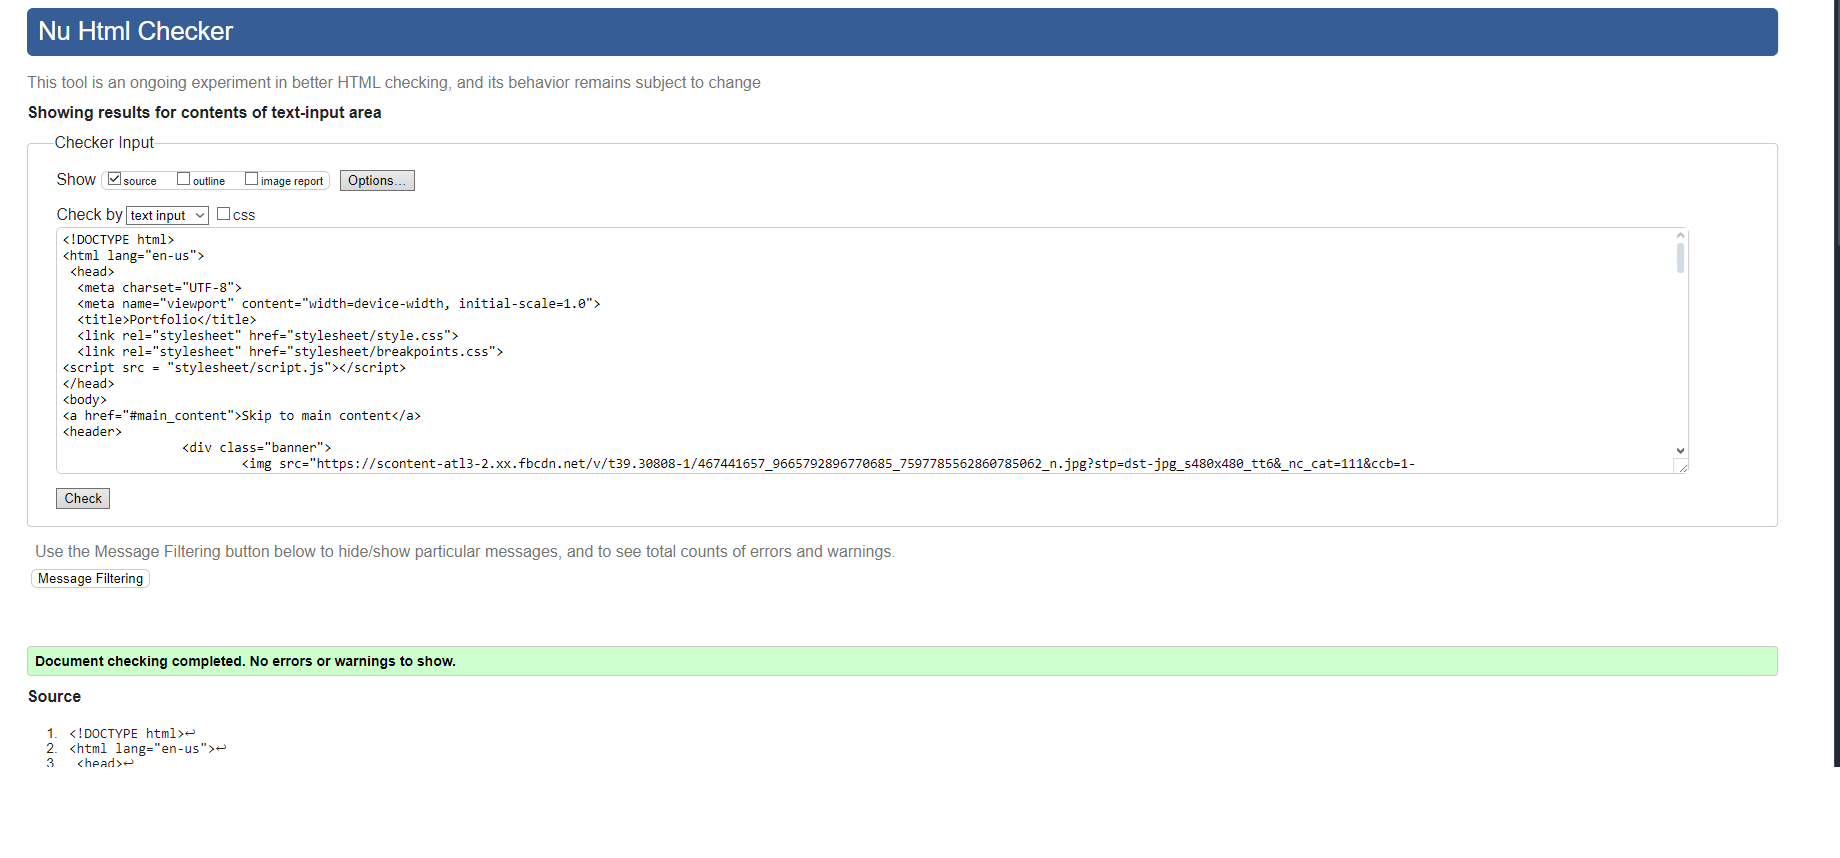 Nu Html Checker
This tool is an ongoing experiment in better HTML checking, and its behavior remains subject to change
Showing results for contents of text-input area
Checker Input
Show source outline image report Options...
Check by text input css
<!DOCTYPE html>
<html lang="en-us">
<head>
<meta charset="UTF-8">
<meta name="viewport" content="width=device-width, initial-scale=1.0">
<title>Portfolio</title>
<link rel="stylesheet" href="stylesheet/style.css">
<link rel="stylesheet" href="stylesheet/breakpoints.css">
<script src = "stylesheet/script.js"></script>
</head>
<body>
<a href="#main_content">Skip to main content</a>
<header>
<div class="banner">
<img src="https://scontent-atl3-2.xx.fbcdn.net/v/t39.30808-1/467441657_9665792896770685_7597785562860785062_n.jpg?stp=dst-jpg_s480x480_tt6&_nc_cat=111&ccb=1-
Check
Use the Message Filtering button below to hide/show particular messages, and to see total counts of errors and warnings.
Message Filtering
Document checking completed. No errors or warnings to show.
Source
1. <!DOCTYPE html>↩
2. <html lang="en-us">↩
3 <head>↩